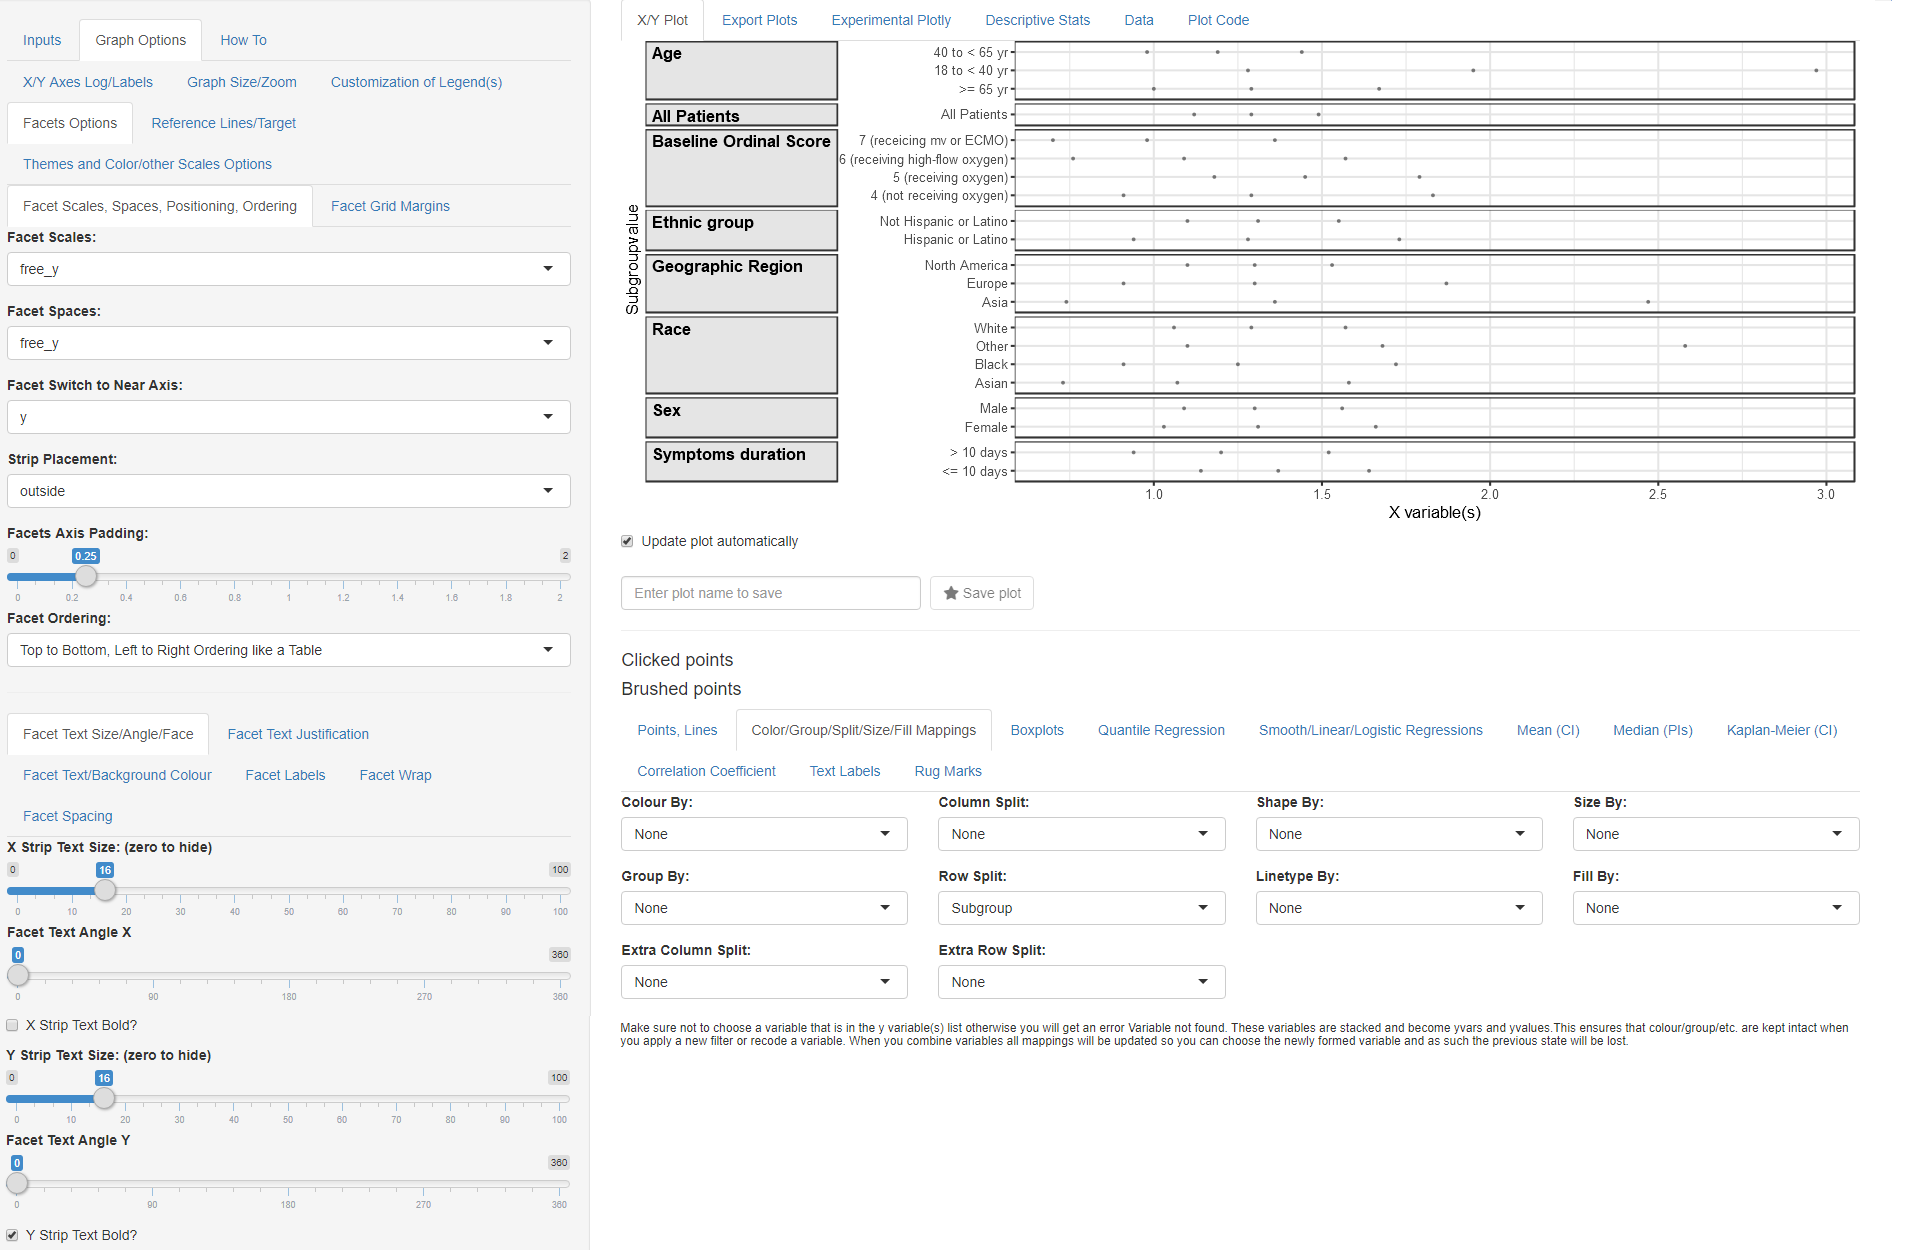 Inputs
Graph Options
How To
X/Y Axes Log/Labels
Graph Size/Zoom
Customization of Legend(s)
Facets Options
Reference Lines/Target
Themes and Color/other Scales Options
Facet Scales, Spaces, Positioning, Ordering
Facet Grid Margins
Facet Scales:
free_y
Facet Spaces:
free_y
Facet Switch to Near Axis:
y
Strip Placement:
outside
Facets Axis Padding:
0 0.25 2
0 0.2 0.4 0.6 0.8 1 1.2 1.4 1.6 1.8 2
Facet Ordering:
Top to Bottom, Left to Right Ordering like a Table
Facet Text Size/Angle/Face
Facet Text Justification
Facet Text/Background Colour
Facet Labels
Facet Wrap
Facet Spacing
X Strip Text Size: (zero to hide)
0 16 100
0 10 20 30 40 50 60 70 80 90 100
Facet Text Angle X
0 360
0 90 180 270 360
X Strip Text Bold?
Y Strip Text Size: (zero to hide)
0 16 100
0 10 20 30 40 50 60 70 80 90 100
Facet Text Angle Y
0 360
0 90 180 270 360
Y Strip Text Bold?
X/Y Plot
Export Plots
Experimental Plotly
Descriptive Stats
Data
Plot Code
Subgroupvalue
Age
40 to < 65 yr
18 to < 40 yr
>= 65 yr
All Patients
All Patients
Baseline Ordinal Score
7 (receicing mv or ECMO)
6 (receiving high-flow oxygen)
5 (receiving oxygen)
4 (not receiving oxygen)
Ethnic group
Not Hispanic or Latino
Hispanic or Latino
Geographic Region
North America
Europe
Asia
Race
White
Other
Black
Asian
Sex
Male
Female
Symptoms duration
> 10 days
<= 10 days
1.0 1.5 2.0 2.5 3.0
X variable(s)
Update plot automatically
Enter plot name to save
Save plot
Clicked points
Brushed points
Points, Lines
Color/Group/Split/Size/Fill Mappings
Boxplots
Quantile Regression
Smooth/Linear/Logistic Regressions
Mean (CI)
Median (PIs)
Kaplan-Meier (CI)
Correlation Coefficient
Text Labels
Rug Marks
Colour By:
None
Column Split:
None
Shape By:
None
Size By:
None
Group By:
None
Row Split:
Subgroup
Linetype By:
None
Fill By:
None
Extra Column Split:
None
Extra Row Split:
None
Make sure not to choose a variable that is in the y variable(s) list otherwise you will get an error Variable not found. These variables are stacked and become yvars and yvalues.This ensures that colour/group/etc. are kept intact when
you apply a new filter or recode a variable. When you combine variables all mappings will be updated so you can choose the newly formed variable and as such the previous state will be lost.